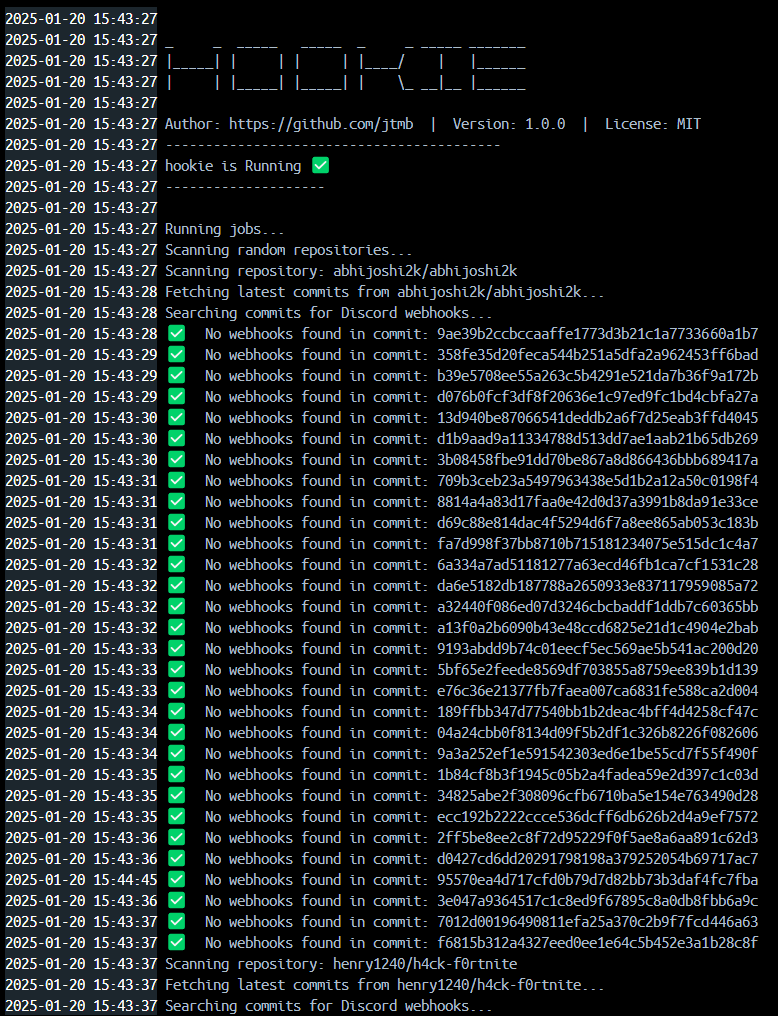 2025-01-20 15:43:27
2025-01-20 15:43:27 _     _  _____   _____  _     _ _____ _______
2025-01-20 15:43:27 |_____| |     | |     | |____/    |   |______
2025-01-20 15:43:27 |     | |_____| |_____| |    \_ __|__ |______
2025-01-20 15:43:27
2025-01-20 15:43:27 Author: https://github.com/jtmb  |  Version: 1.0.0  |  License: MIT
2025-01-20 15:43:27 ------------------------------------------
2025-01-20 15:43:27 hookie is Running ✅
2025-01-20 15:43:27 --------------------
2025-01-20 15:43:27
2025-01-20 15:43:27 Running jobs...
2025-01-20 15:43:27 Scanning random repositories...
2025-01-20 15:43:27 Scanning repository: abhijoshi2k/abhijoshi2k
2025-01-20 15:43:28 Fetching latest commits from abhijoshi2k/abhijoshi2k...
2025-01-20 15:43:28 Searching commits for Discord webhooks...
2025-01-20 15:43:28 ✅  No webhooks found in commit: 9ae39b2ccbccaaffe1773d3b21c1a7733660a1b7
2025-01-20 15:43:29 ✅  No webhooks found in commit: 358fe35d20feca544b251a5dfa2a962453ff6bad
2025-01-20 15:43:29 ✅  No webhooks found in commit: b39e5708ee55a263c5b4291e521da7b36f9a172b
2025-01-20 15:43:29 ✅  No webhooks found in commit: d076b0fcf3df8f20636e1c97ed9fc1bd4cbfa27a
2025-01-20 15:43:30 ✅  No webhooks found in commit: 13d940be87066541deddb2a6f7d25eab3ffd4045
2025-01-20 15:43:30 ✅  No webhooks found in commit: d1b9aad9a11334788d513dd7ae1aab21b65db269
2025-01-20 15:43:30 ✅  No webhooks found in commit: 3b08458fbe91dd70be867a8d866436bbb689417a
2025-01-20 15:43:31 ✅  No webhooks found in commit: 709b3ceb23a5497963438e5d1b2a12a50c0198f4
2025-01-20 15:43:31 ✅  No webhooks found in commit: 8814a4a83d17faa0e42d0d37a3991b8da91e33ce
2025-01-20 15:43:31 ✅  No webhooks found in commit: d69c88e814dac4f5294d6f7a8ee865ab053c183b
2025-01-20 15:43:31 ✅  No webhooks found in commit: fa7d998f37bb8710b715181234075e515dc1c4a7
2025-01-20 15:43:32 ✅  No webhooks found in commit: 6a334a7ad51181277a63ecd46fb1ca7cf1531c28
2025-01-20 15:43:32 ✅  No webhooks found in commit: da6e5182db187788a2650933e837117959085a72
2025-01-20 15:43:32 ✅  No webhooks found in commit: a32440f086ed07d3246cbcbaddf1ddb7c60365bb
2025-01-20 15:43:32 ✅  No webhooks found in commit: a13f0a2b6090b43e48ccd6825e21d1c4904e2bab
2025-01-20 15:43:33 ✅  No webhooks found in commit: 9193abdd9b74c01eecf5ec569ae5b541ac200d20
2025-01-20 15:43:33 ✅  No webhooks found in commit: 5bf65e2feede8569df703855a8759ee839b1d139
2025-01-20 15:43:33 ✅  No webhooks found in commit: e76c36e21377fb7faea007ca6831fe588ca2d004
2025-01-20 15:43:34 ✅  No webhooks found in commit: 189ffbb347d77540bb1b2deac4bff4d4258cf47c
2025-01-20 15:43:34 ✅  No webhooks found in commit: 04a24cbb0f8134d09f5b2df1c326b8226f082606
2025-01-20 15:43:34 ✅  No webhooks found in commit: 9a3a252ef1e591542303ed6e1be55cd7f55f490f
2025-01-20 15:43:35 ✅  No webhooks found in commit: 1b84cf8b3f1945c05b2a4fadea59e2d397c1c03d
2025-01-20 15:43:35 ✅  No webhooks found in commit: 34825abe2f308096cfb6710ba5e154e763490d28
2025-01-20 15:43:35 ✅  No webhooks found in commit: ecc192b2222ccce536dcff6db626b2d4a9ef7572
2025-01-20 15:43:36 ✅  No webhooks found in commit: 2ff5be8ee2c8f72d95229f0f5ae8a6aa891c62d3
2025-01-20 15:43:36 ✅  No webhooks found in commit: d0427cd6dd20291798198a379252054b69717ac7
2025-01-20 15:44:45 ✅  No webhooks found in commit: 95570ea4d717cfd0b79d7d82bb73b3daf4fc7fba
2025-01-20 15:43:36 ✅  No webhooks found in commit: 3e047a9364517c1c8ed9f67895c8a0db8fbb6a9c
2025-01-20 15:43:37 ✅  No webhooks found in commit: 7012d00196490811efa25a370c2b9f7fcd446a63
2025-01-20 15:43:37 ✅  No webhooks found in commit: f6815b312a4327eed0ee1e64c5b452e3a1b28c8f
2025-01-20 15:43:37 Scanning repository: henry1240/h4ck-f0rtnite
2025-01-20 15:43:37 Fetching latest commits from henry1240/h4ck-f0rtnite...
2025-01-20 15:43:37 Searching commits for Discord webhooks...